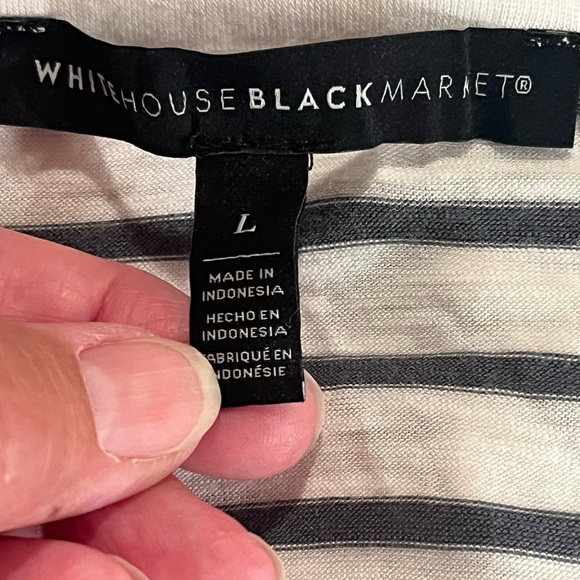 WHITEHOUSEBLACKMARKET®
L
MADE IN
INDONESIA
HECHO EN
INDONESIA
FABRIQUÉ EN
INDONÉSIE